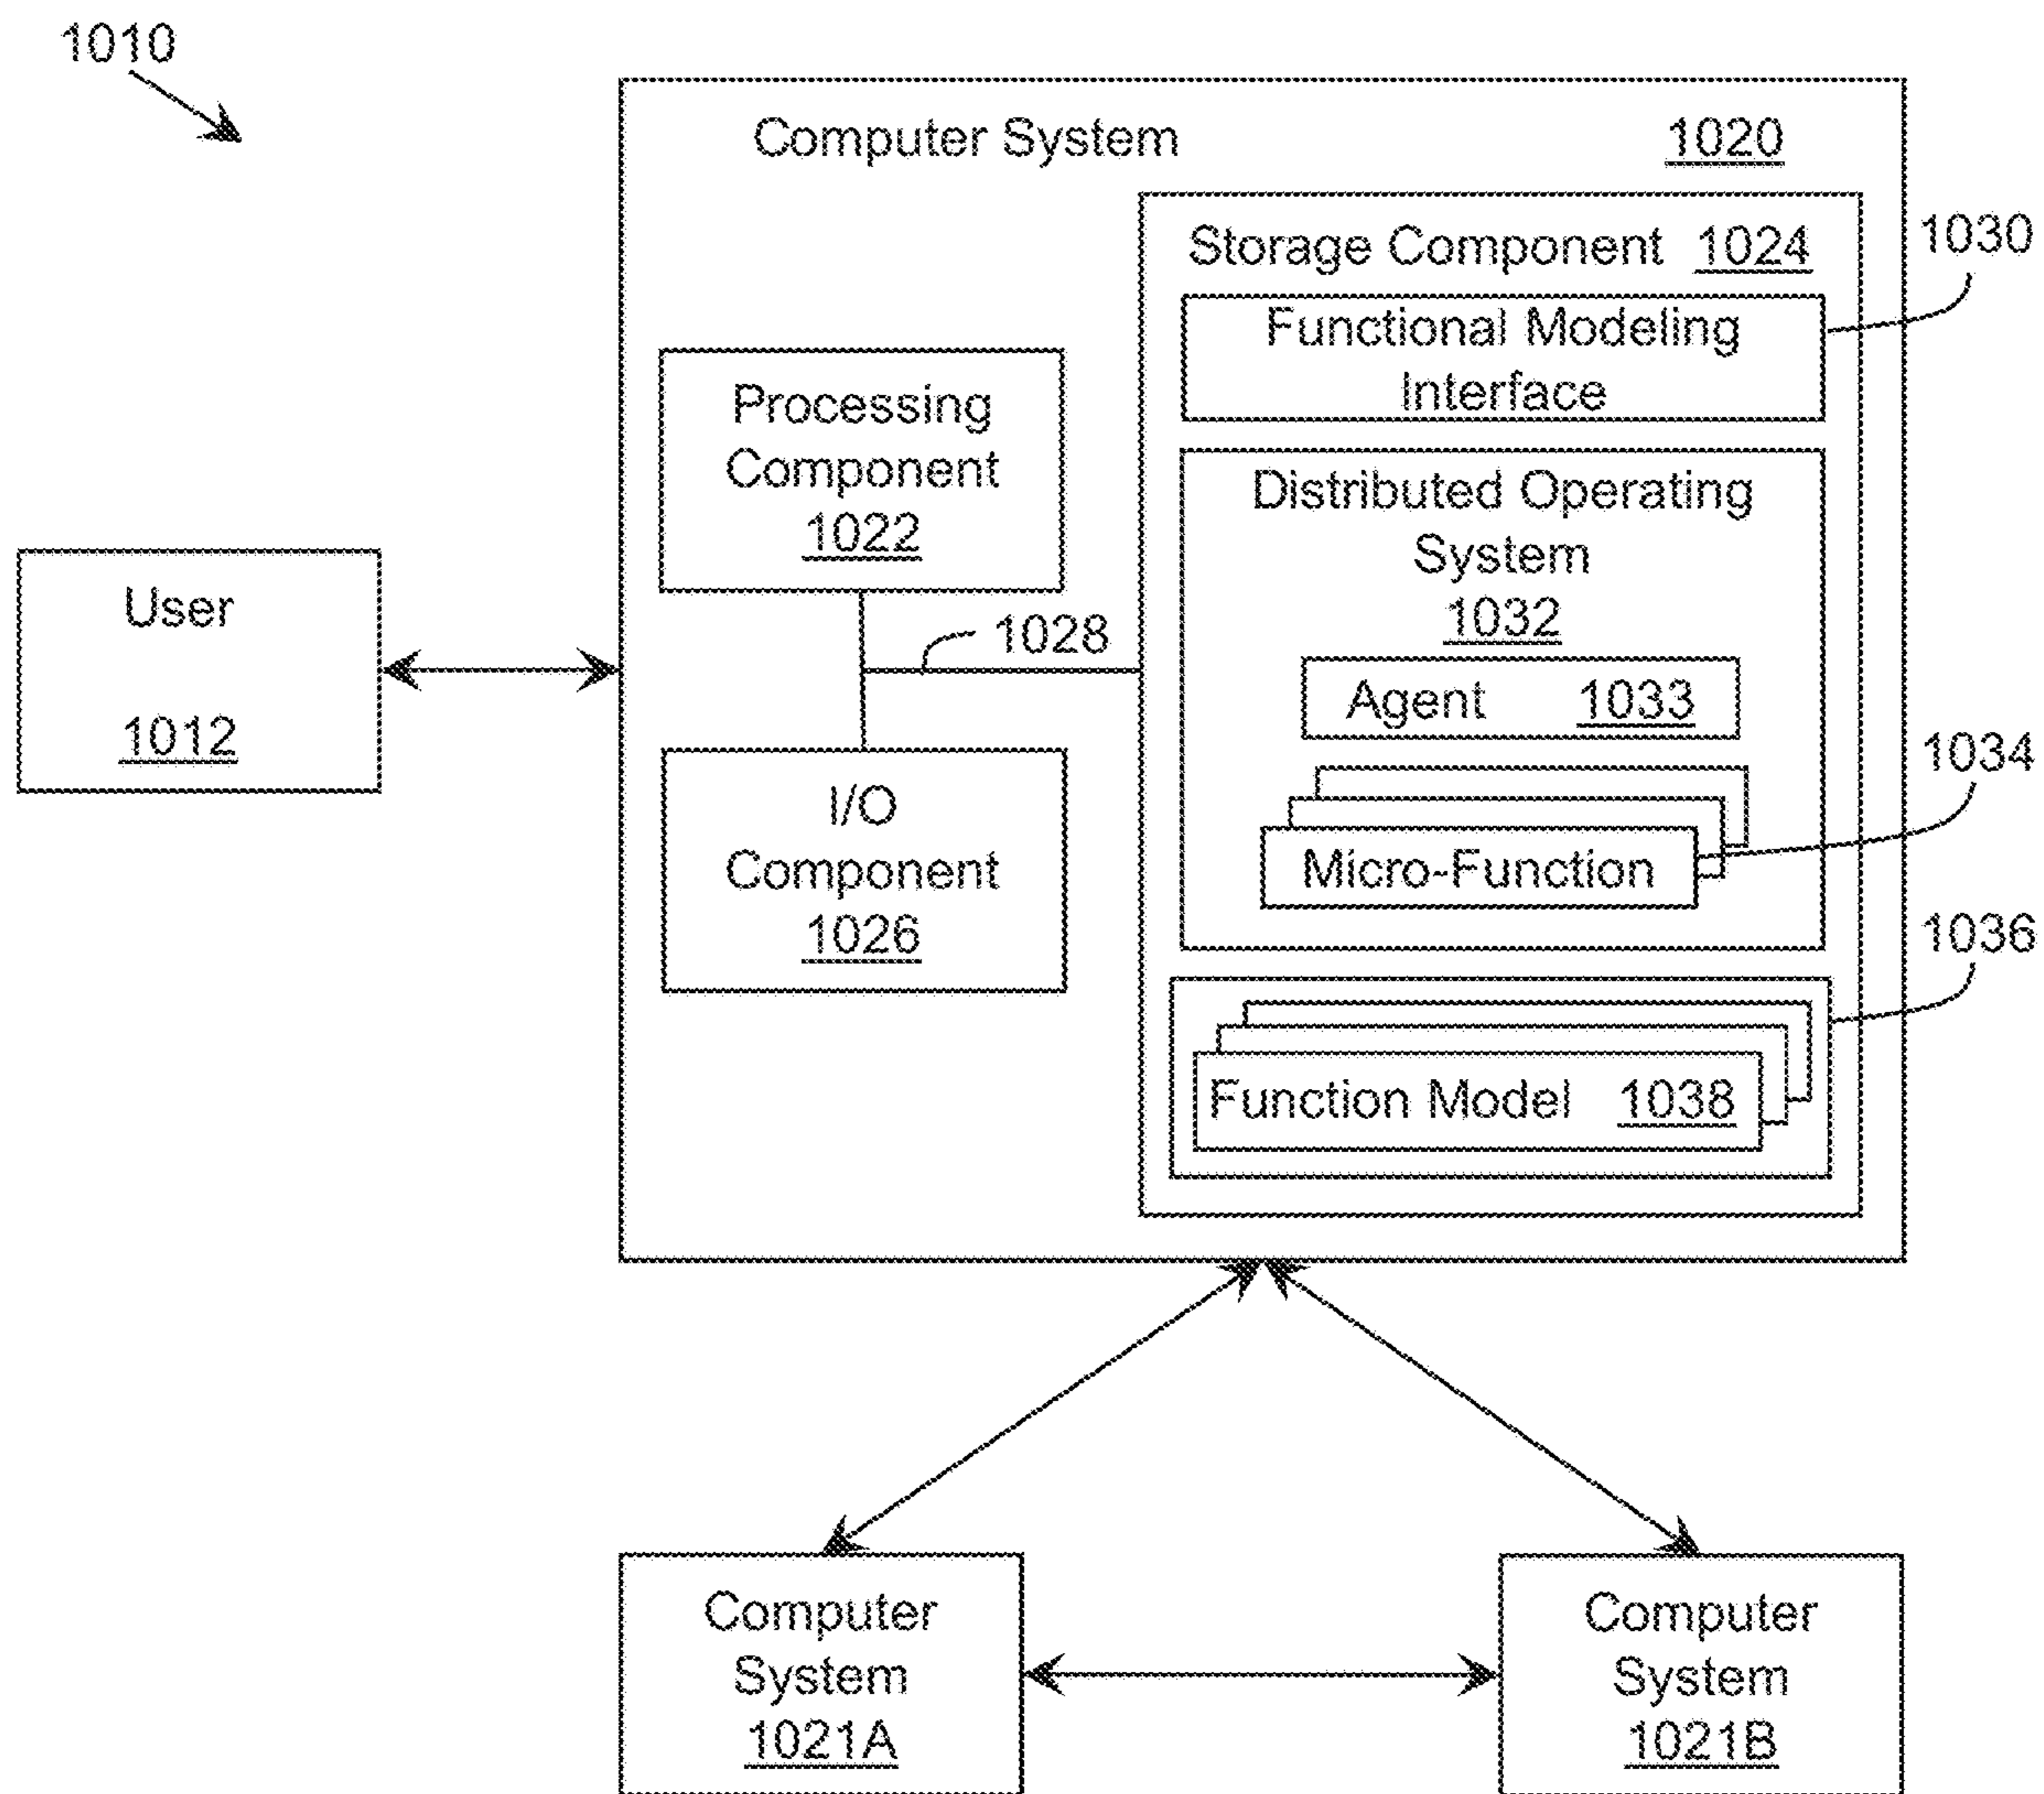 1010
Computer System 1020
Storage Component 1024
1030
Functional Modeling
Interface
Processing
Component
1022
Distributed Operating
System
1032
User
1012
1028
Agent 1033
1034
I/O
Component
1026
Micro-Function
1036
Function Model 1038
Computer
System
1021A
Computer
System
1021B